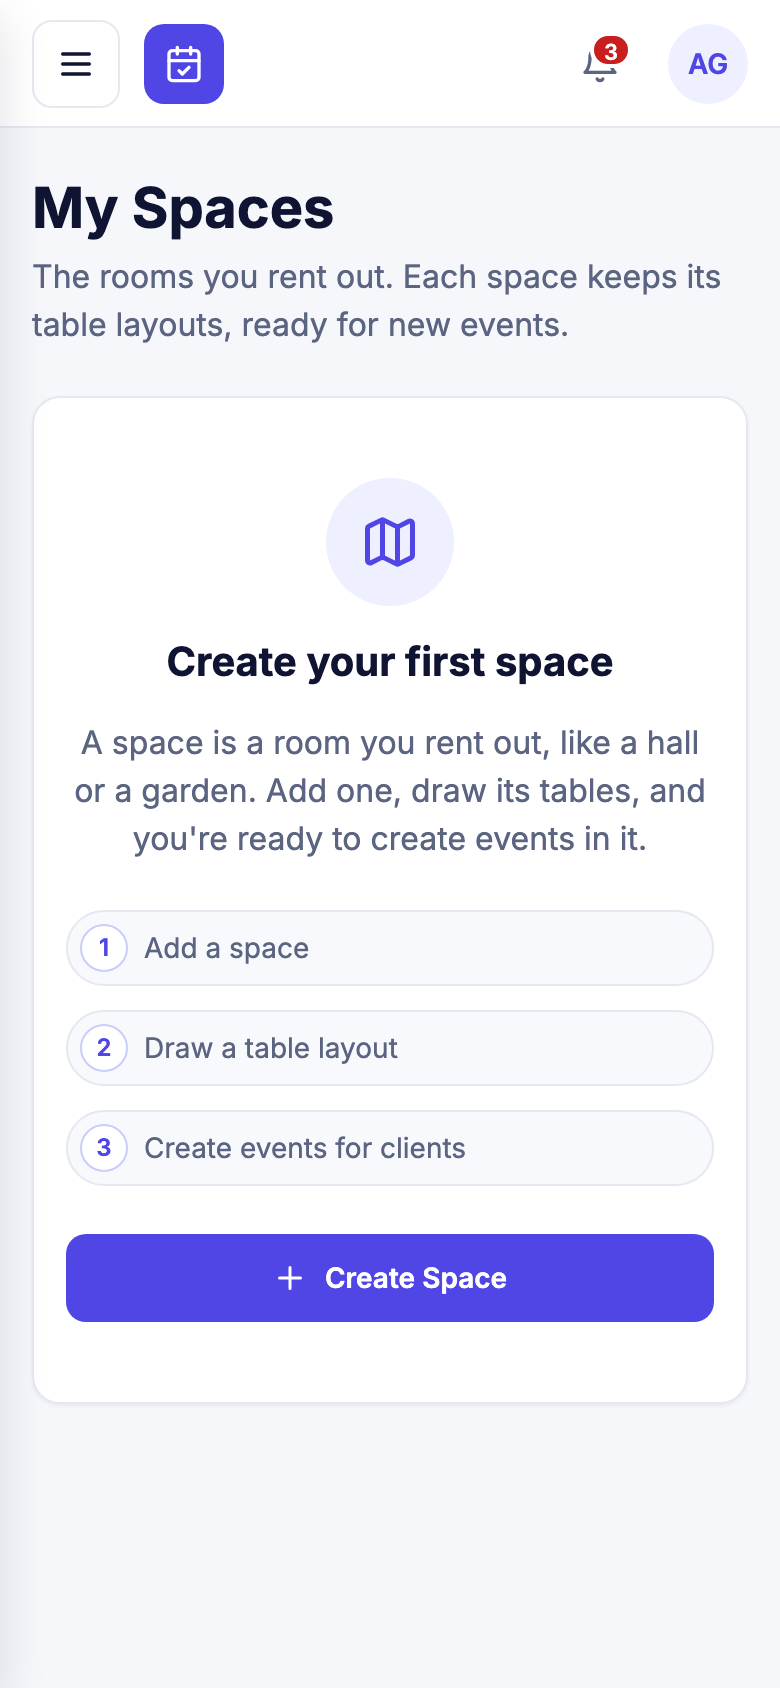 3
AG
My Spaces
The rooms you rent out. Each space keeps its
table layouts, ready for new events.
Create your first space
A space is a room you rent out, like a hall
or a garden. Add one, draw its tables, and
you're ready to create events in it.
1 Add a space
2 Draw a table layout
3 Create events for clients
Create Space